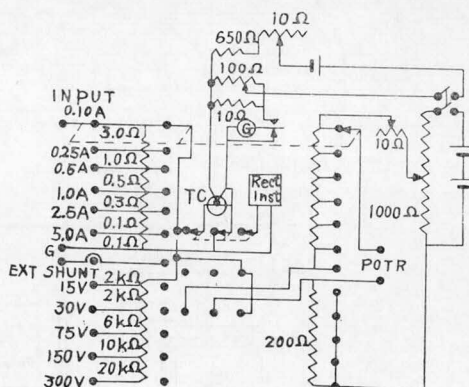 10Ω
650Ω
100Ω
10Ω
G
INPUT
0.10A
3.0Ω
0.25A
1.0Ω
0.5A
0.5Ω
1.0A
0.3Ω
2.5A
0.1Ω
5.0A
0.1Ω
G
EXT SHUNT
TC
Rect
Inst
10Ω
1000Ω
POTR
15V
2kΩ
2kΩ
30V
6kΩ
75V
10kΩ
150V
20kΩ
300V
200Ω